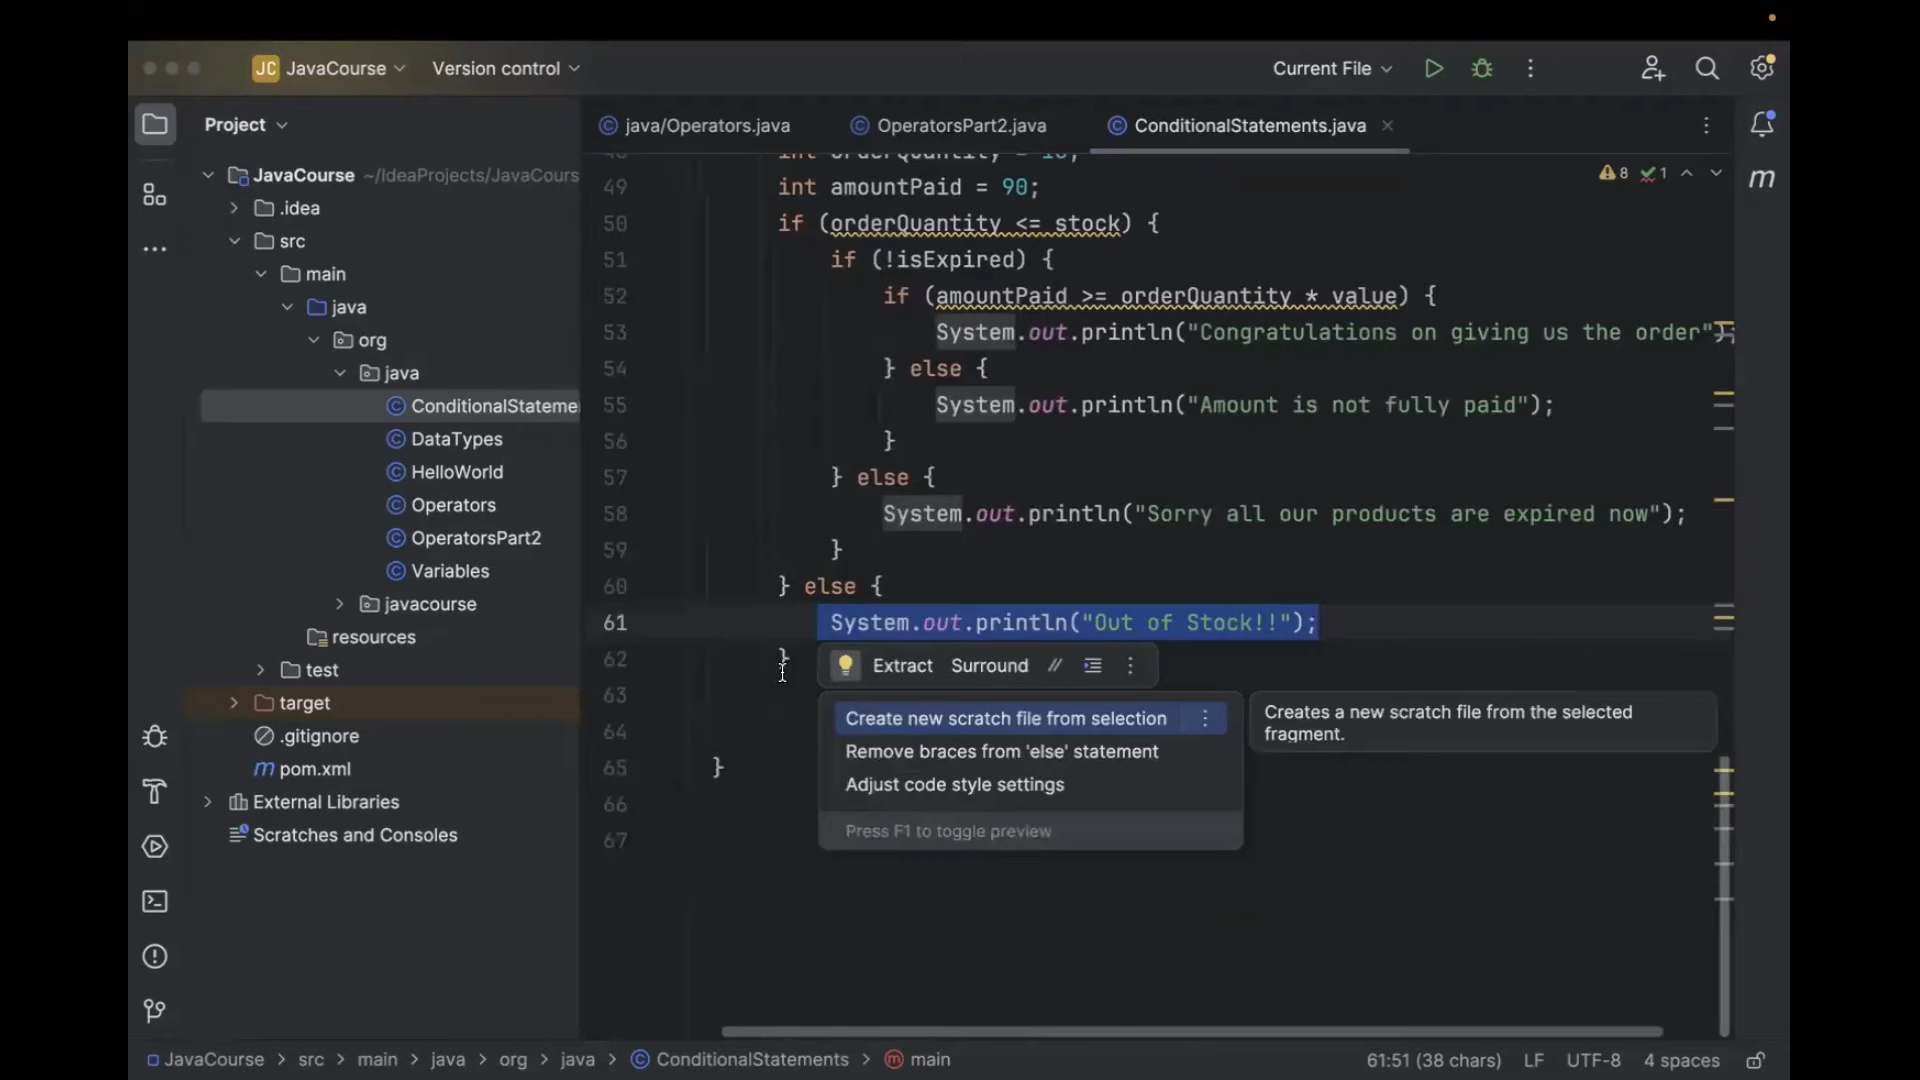 JC JavaCourse Version control Current File
Project
java/Operators.java OperatorsPart2.java ConditionalStatements.java
JavaCourse ~/IdeaProjects/JavaCours
.idea
src
main
java
org
java
ConditionalStateme
DataTypes
HelloWorld
Operators
OperatorsPart2
Variables
javacourse
resources
test
target
.gitignore
m pom.xml
External Libraries
Scratches and Consoles
8 1
m
49 int amountPaid = 90;
50 if (orderQuantity <= stock) {
51 if (!isExpired) {
52 if (amountPaid >= orderQuantity * value) {
53 System.out.println("Congratulations on giving us the order");
54 } else {
55 System.out.println("Amount is not fully paid");
56 }
57 } else {
58 System.out.println("Sorry all our products are expired now");
59 }
60 } else {
61 System.out.println("Out of Stock!!");
62 }
63
64
65 }
66
67
Extract Surround //
Create new scratch file from selection
Remove braces from 'else' statement
Adjust code style settings
Press F1 to toggle preview
Creates a new scratch file from the selected
fragment.
JavaCourse > src > main > java > org > java > ConditionalStatements > main 61:51 (38 chars) LF UTF-8 4 spaces